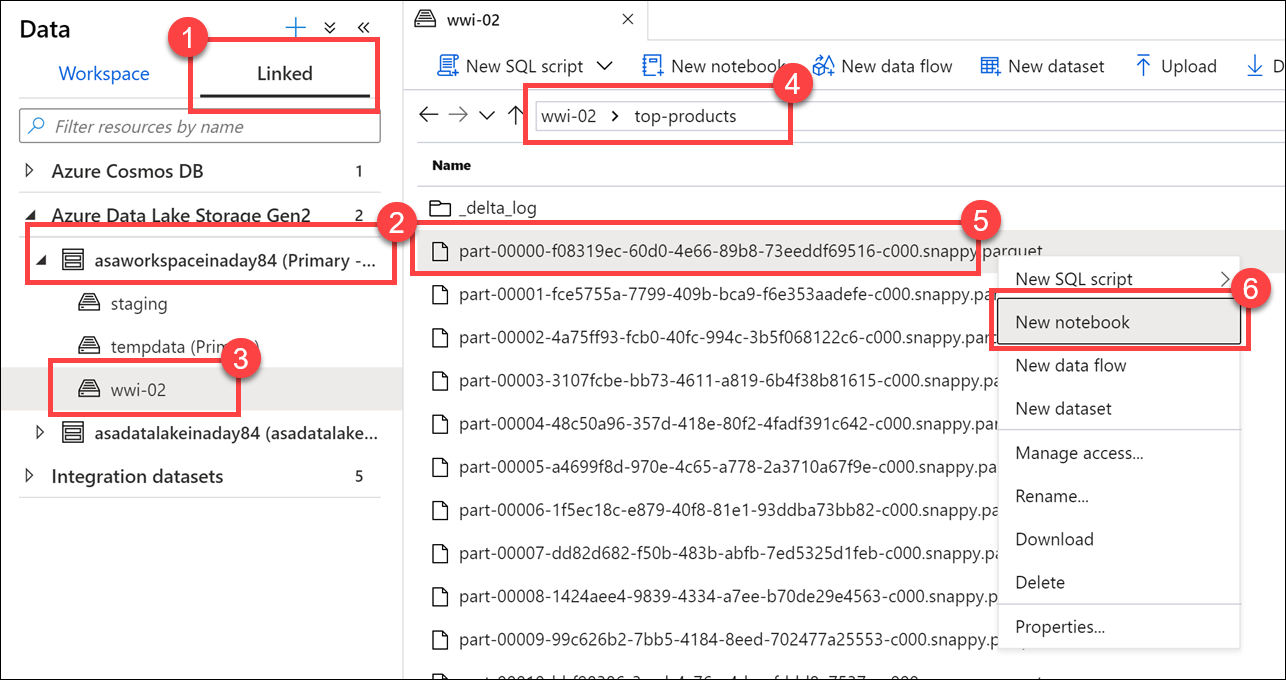 Data
1
Workspace
Linked
Filter resources by name
Azure Cosmos DB 1
Azure Data Lake Storage Gen2 2
2
asaworkspaceinaday84 (Primary -...
staging
tempdata (Prim
3
wwi-02
asadatalakeinaday84 (asadatalake...
Integration datasets 5
wwi-02
New SQL script
New notebook
New data flow
New dataset
Upload
D
4
wwi-02 > top-products
Name
_delta_log
5
part-00000-f08319ec-60d0-4e66-89b8-73eeddf69516-c000.snappy.parquet
part-00001-fce5755a-7799-409b-bca9-f6e353aadefe-c000.snappy.par
part-00002-4a75ff93-fcb0-40fc-994c-3b5f068122c6-c000.snappy.par
part-00003-3107fcbe-bb73-4611-a819-6b4f38b81615-c000.snappy.par
part-00004-48c50a96-357d-418e-80f2-4fadf391c642-c000.snappy.par
part-00005-a4699f8d-970e-4c65-a778-2a3710a67f9e-c000.snappy.pa
part-00006-1f5ec18c-e879-40f8-81e1-93ddba73bb82-c000.snappy.par
part-00007-dd82d682-f50b-483b-abfb-7ed5325d1feb-c000.snappy.par
part-00008-1424aee4-9839-4334-a7ee-b70de29e4563-c000.snappy.p
part-00009-99c626b2-7bb5-4184-8eed-702477a25553-c000.snappy.parquet
New SQL script
6
New notebook
New data flow
New dataset
Manage access...
Rename...
Download
Delete
Properties...